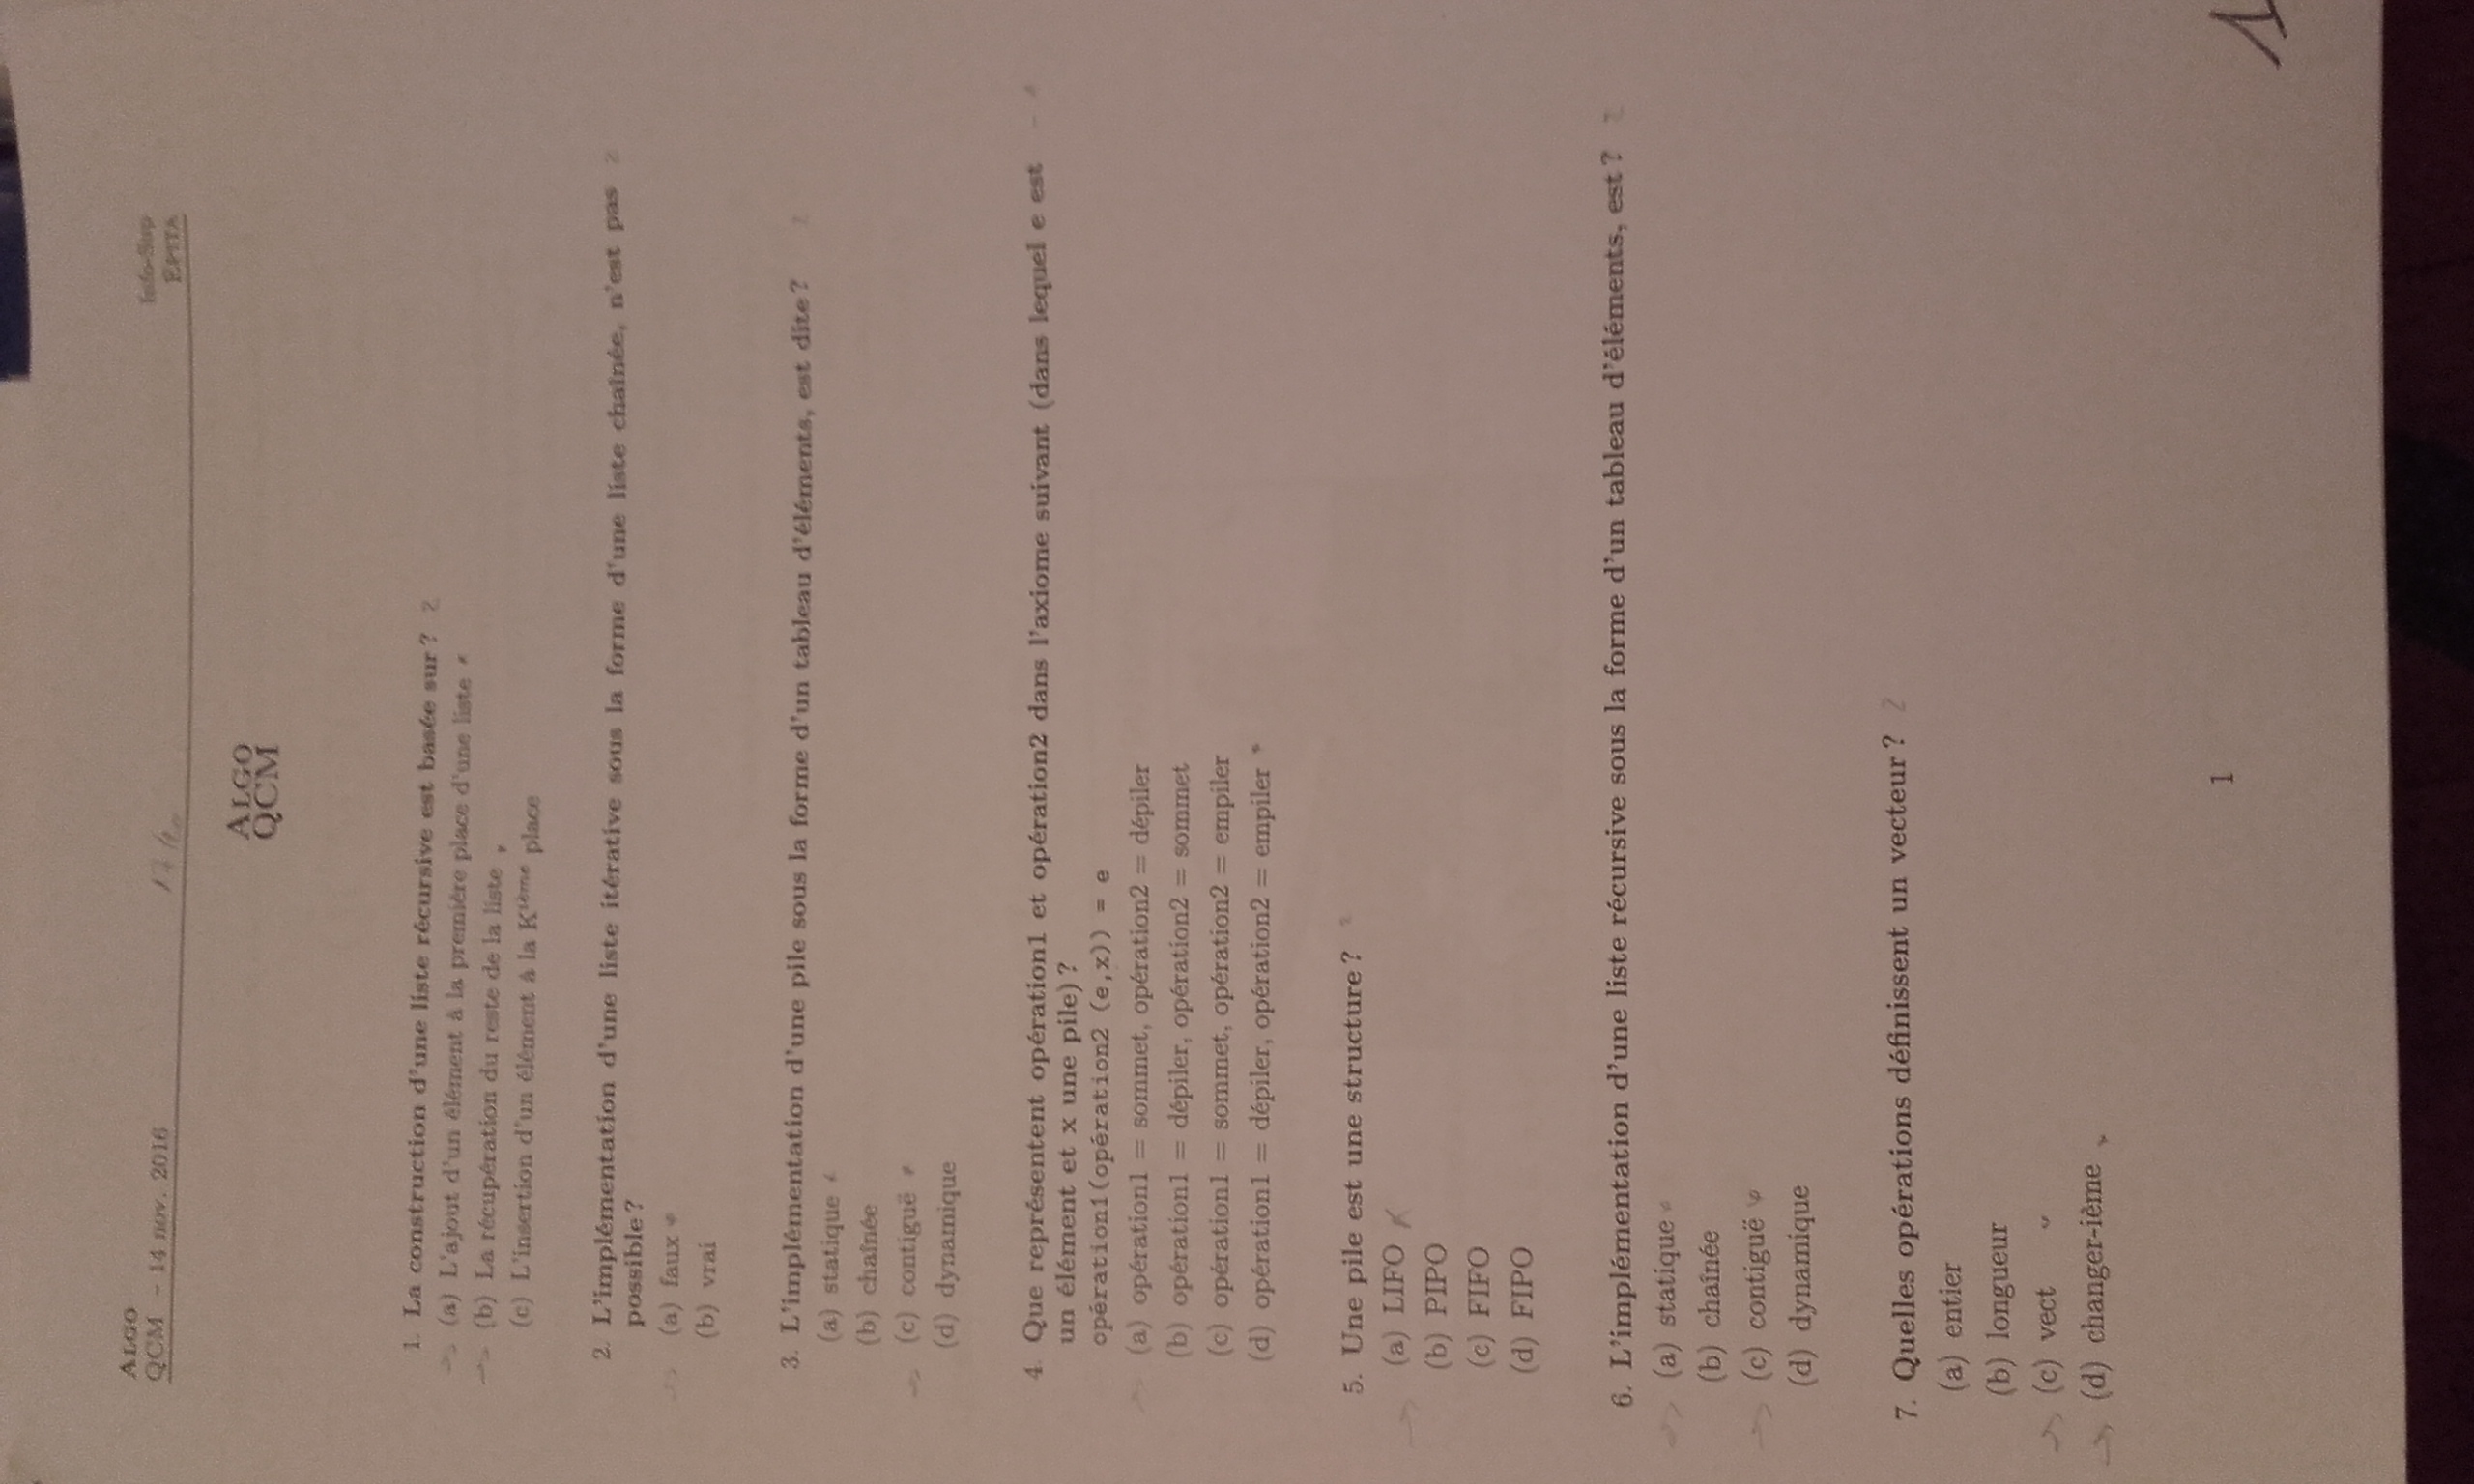 ALGO
QCM – 14 nov. 2016
Info-Sup
EPITA
ALGO
QCM
1. La construction d'une liste récursive est basée sur ? 2
(a) L'ajout d'un élément à la première place d'une liste
(b) La récupération du reste de la liste
(c) L'insertion d'un élément à la Kième place
2. L'implémentation d'une liste itérative sous la forme d'une liste chaînée, n'est pas 2
possible ?
(a) faux
(b) vrai
3. L'implémentation d'une pile sous la forme d'un tableau d'éléments, est dite ?
(a) statique
(b) chaînée
(c) contiguë
(d) dynamique
4. Que représentent opération1 et opération2 dans l'axiome suivant (dans lequel e est
un élément et x une pile) ?
opération1(opération2 (e,x)) = e
(a) opération1 = sommet, opération2 = dépiler
(b) opération1 = dépiler, opération2 = sommet
(c) opération1 = sommet, opération2 = empiler
(d) opération1 = dépiler, opération2 = empiler
5. Une pile est une structure ?
(a) LIFO
(b) PIPO
(c) FIFO
(d) FIPO
6. L'implémentation d'une liste récursive sous la forme d'un tableau d'éléments, est ? 2
(a) statique
(b) chaînée
(c) contiguë
(d) dynamique
7. Quelles opérations définissent un vecteur ? 2
(a) entier
(b) longueur
(c) vect
(d) changer-ième
1